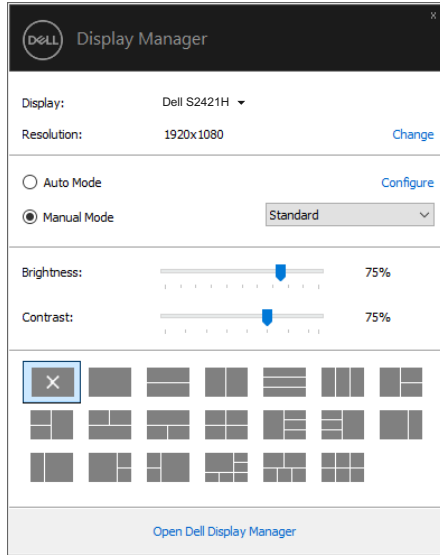 x
DELL Display Manager
Display: Dell S2421H
Resolution: 1920x1080 Change
Auto Mode Configure
Manual Mode Standard
Brightness: 75%
Contrast: 75%
Open Dell Display Manager